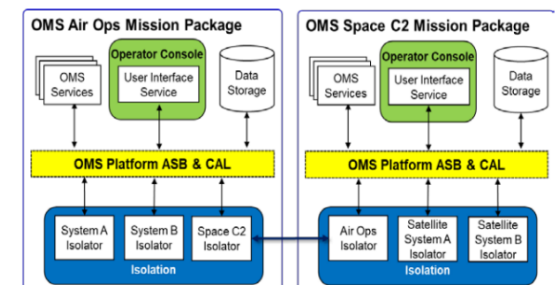 OMS Air Ops Mission Package
OMS
Services
Operator Console
User Interface
Service
Data
Storage
OMS Platform ASB & CAL
System A
Isolator
System B
Isolator
Space C2
Isolator
Isolation
OMS Space C2 Mission Package
OMS
Services
Operator Console
User Interface
Service
Data
Storage
OMS Platform ASB & CAL
Air Ops
Isolator
Satellite
System A
Isolator
Satellite
System B
Isolator
Isolation